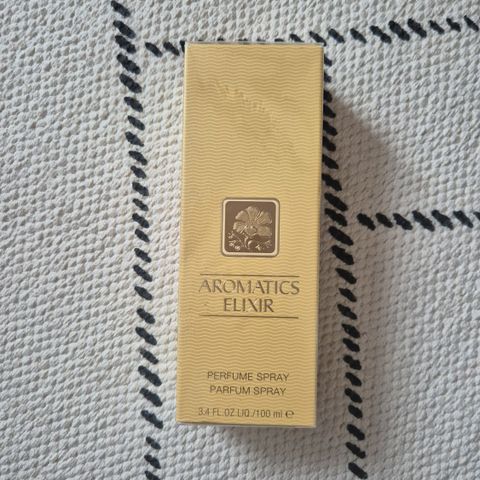 AROMATICS
ELIXIR
PERFUME SPRAY
PARFUM SPRAY
3.4 FL OZ LIQ./100 ml ℮